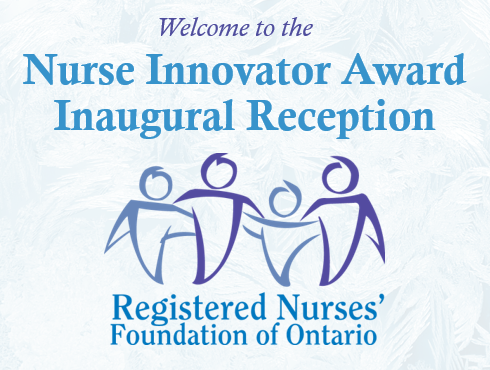 Welcome to the
Nurse Innovator Award
Inaugural Reception
Registered Nurses’
Foundation of Ontario